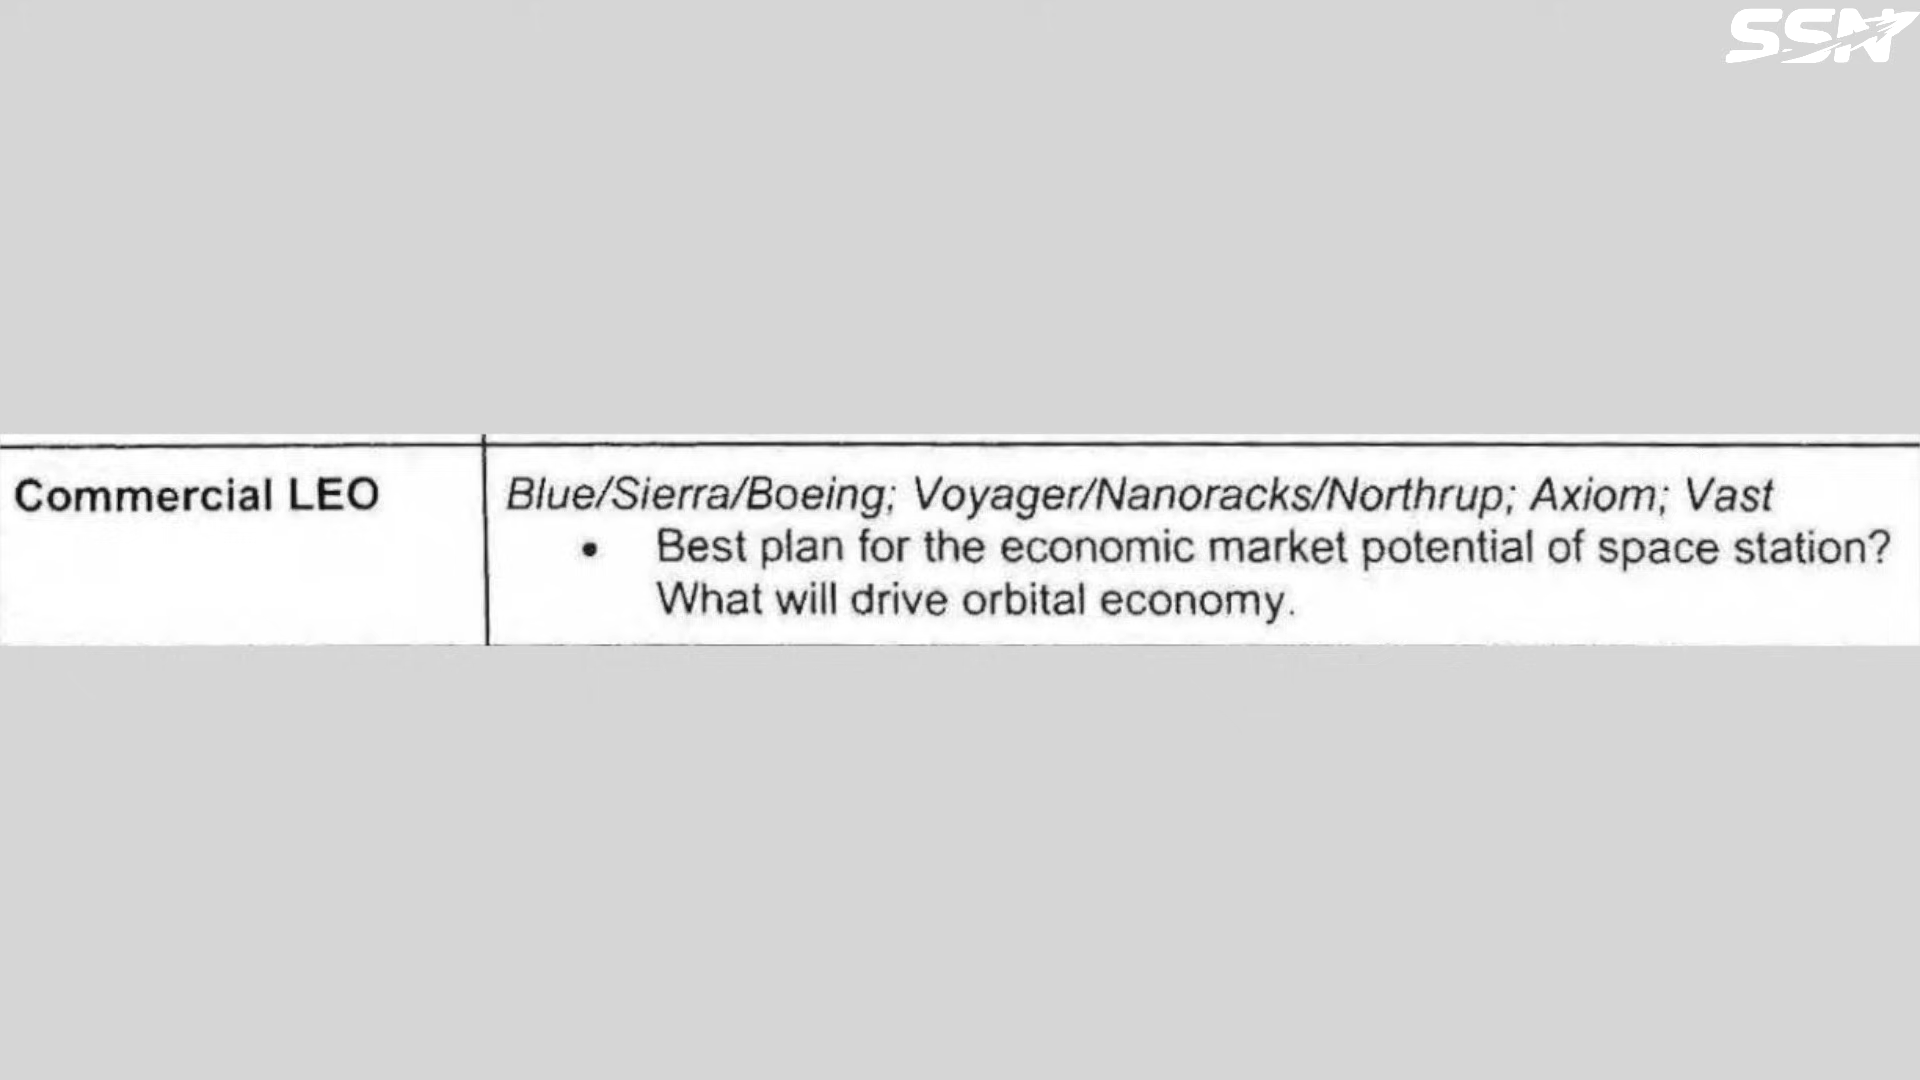 SSN
Commercial LEO
Blue/Sierra/Boeing; Voyager/Nanoracks/Northrup; Axiom; Vast
• Best plan for the economic market potential of space station?
What will drive orbital economy.